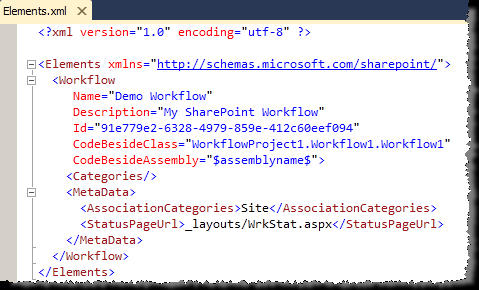 Elements.xml
<?xml version="1.0" encoding="utf-8" ?>
<Elements xmlns="http://schemas.microsoft.com/sharepoint/">
<Workflow
Name="Demo Workflow"
Description="My SharePoint Workflow"
Id="91e779e2-6328-4979-859e-412c60eef094"
CodeBesideClass="WorkflowProject1.Workflow1.Workflow1"
CodeBesideAssembly="$assemblyname$">
<Categories/>
<MetaData>
<AssociationCategories>Site</AssociationCategories>
<StatusPageUrl>_layouts/WrkStat.aspx</StatusPageUrl>
</MetaData>
</Workflow>
</Elements>